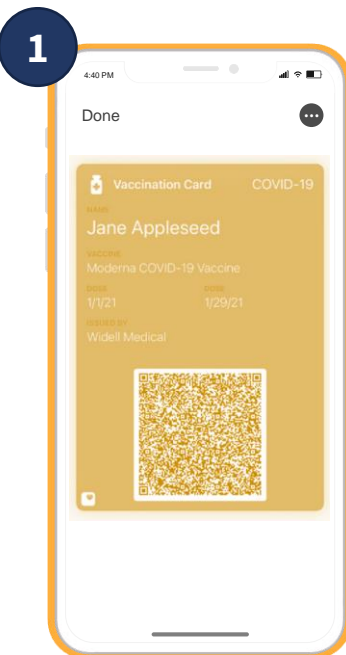 1
4:40 PM
Done
Vaccination Card COVID-19
NAME
Jane Appleseed
VACCINE
Moderna COVID-19 Vaccine
DOSE DOSE
1/1/21 1/29/21
ISSUED BY
Widell Medical